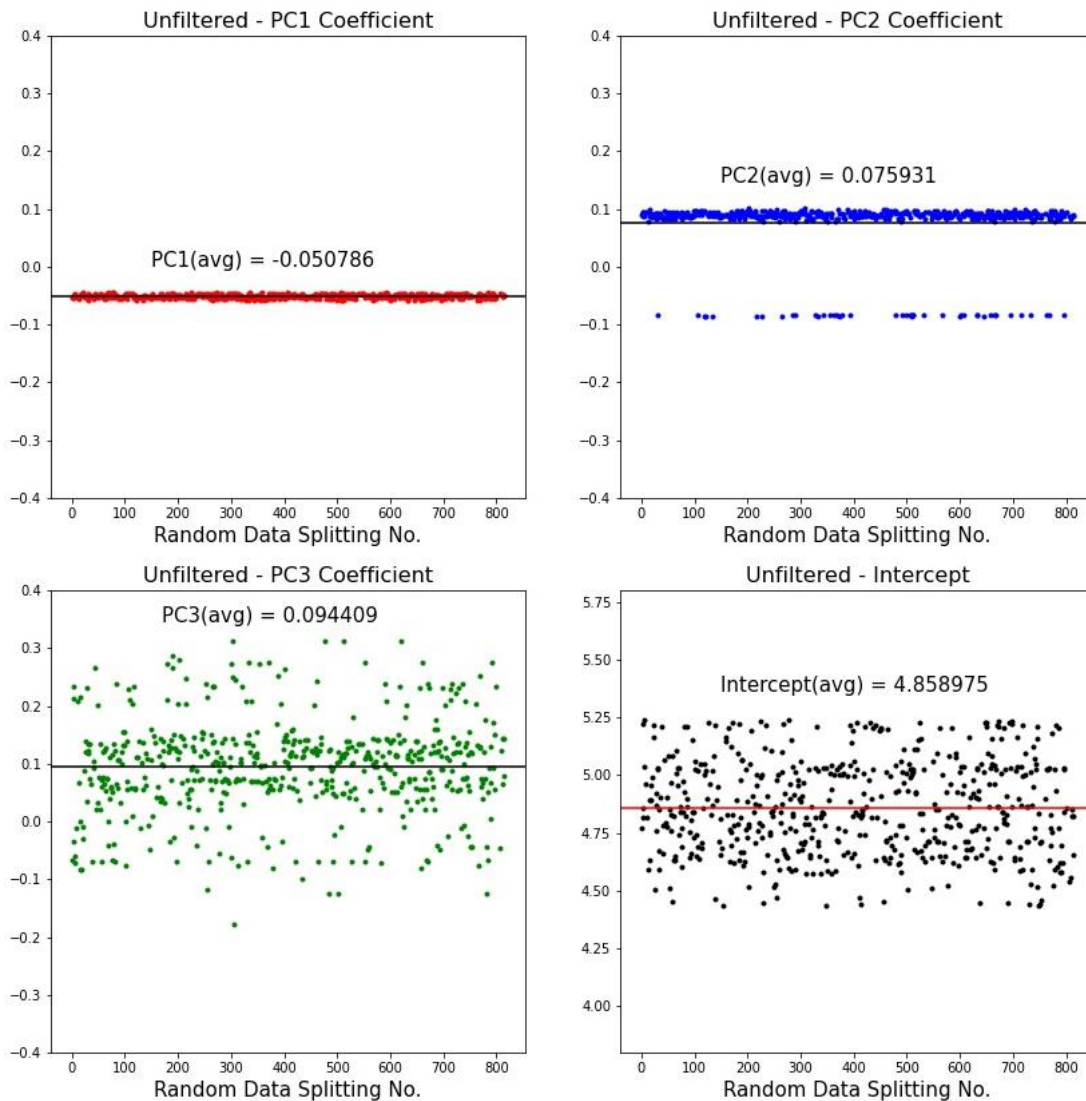 Unfiltered - PC1 Coefficient
0.4
0.3
0.2
0.1
0.0
−0.1
−0.2
−0.3
−0.4
PC1(avg) = -0.050786
0 100 200 300 400 500 600 700 800
Random Data Splitting No.
Unfiltered - PC2 Coefficient
0.4
0.3
0.2
0.1
0.0
−0.1
−0.2
−0.3
−0.4
PC2(avg) = 0.075931
0 100 200 300 400 500 600 700 800
Random Data Splitting No.
Unfiltered - PC3 Coefficient
0.4
0.3
0.2
0.1
0.0
−0.1
−0.2
−0.3
−0.4
PC3(avg) = 0.094409
0 100 200 300 400 500 600 700 800
Random Data Splitting No.
Unfiltered - Intercept
5.75
5.50
5.25
5.00
4.75
4.50
4.25
4.00
Intercept(avg) = 4.858975
0 100 200 300 400 500 600 700 800
Random Data Splitting No.